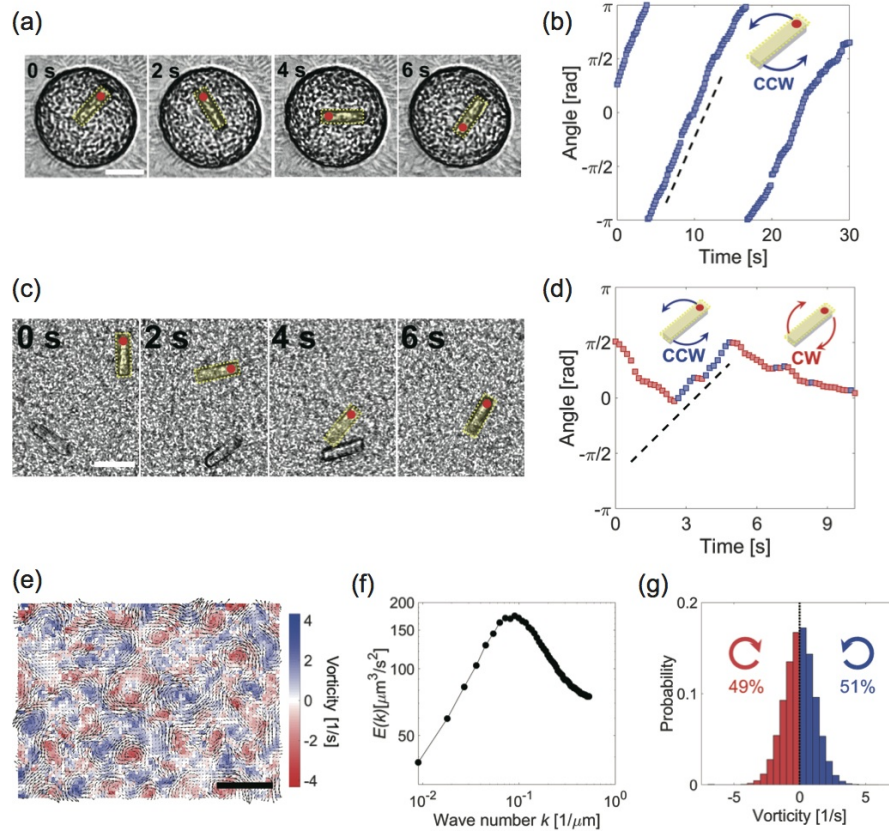 (a)
0 s
2 s
4 s
6 s
(b)
Angle [rad]
π
π/2
0
-π/2
-π
CCW
0
10
20
30
Time [s]
(c)
0 s
2 s
4 s
6 s
(d)
Angle [rad]
π
π/2
0
-π/2
-π
CCW
CW
0
3
6
9
Time [s]
(e)
4
2
0
-2
-4
Vorticity [1/s]
(f)
E(k)[μm³/s²]
200
150
100
50
10⁻²
10⁻¹
10⁰
Wave number k [1/μm]
(g)
Probability
0.2
0.1
0
49%
51%
-5
0
5
Vorticity [1/s]